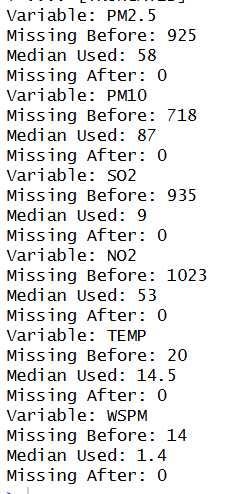 Variable: PM2.5
Missing Before: 925
Median Used: 58
Missing After: 0
Variable: PM10
Missing Before: 718
Median Used: 87
Missing After: 0
Variable: SO2
Missing Before: 935
Median Used: 9
Missing After: 0
Variable: NO2
Missing Before: 1023
Median Used: 53
Missing After: 0
Variable: TEMP
Missing Before: 20
Median Used: 14.5
Missing After: 0
Variable: WSPM
Missing Before: 14
Median Used: 1.4
Missing After: 0